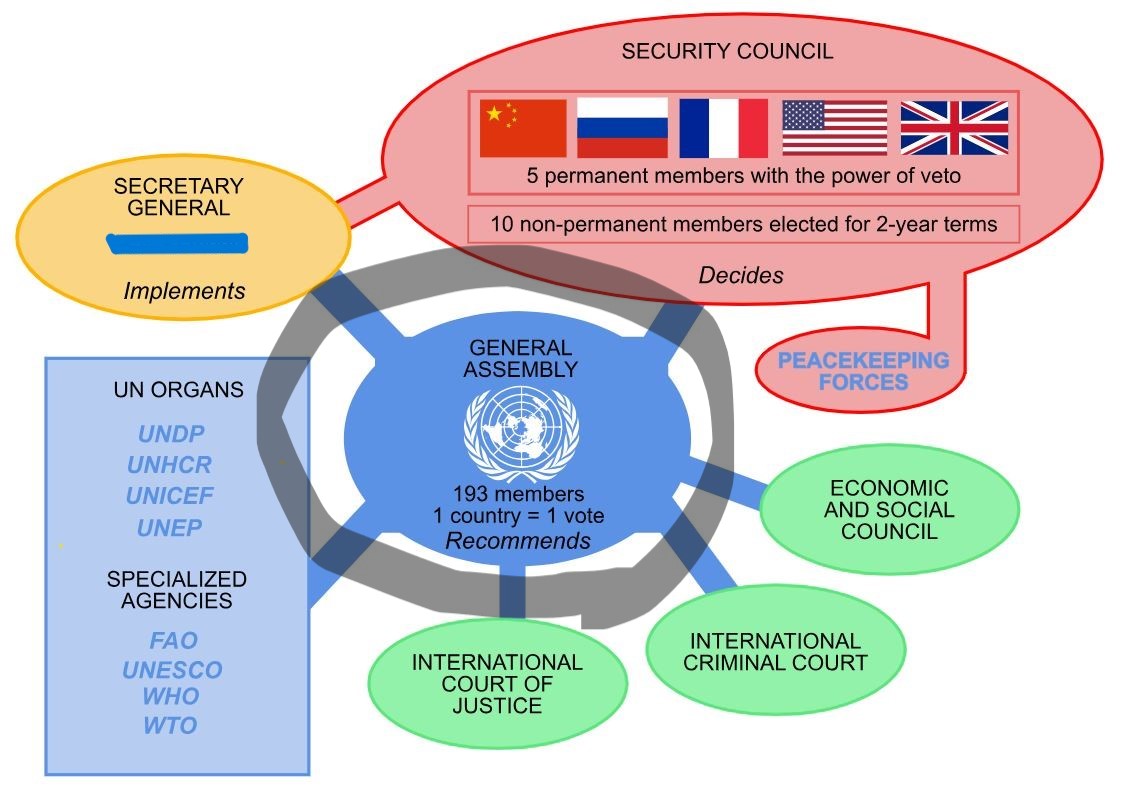 SECURITY COUNCIL
5 permanent members with the power of veto
10 non-permanent members elected for 2-year terms
Decides
SECRETARY
GENERAL
Implements
PEACEKEEPING
FORCES
GENERAL
ASSEMBLY
193 members
1 country = 1 vote
Recommends
UN ORGANS
UNDP
UNHCR
UNICEF
UNEP
SPECIALIZED
AGENCIES
FAO
UNESCO
WHO
WTO
ECONOMIC
AND SOCIAL
COUNCIL
INTERNATIONAL
CRIMINAL COURT
INTERNATIONAL
COURT OF
JUSTICE